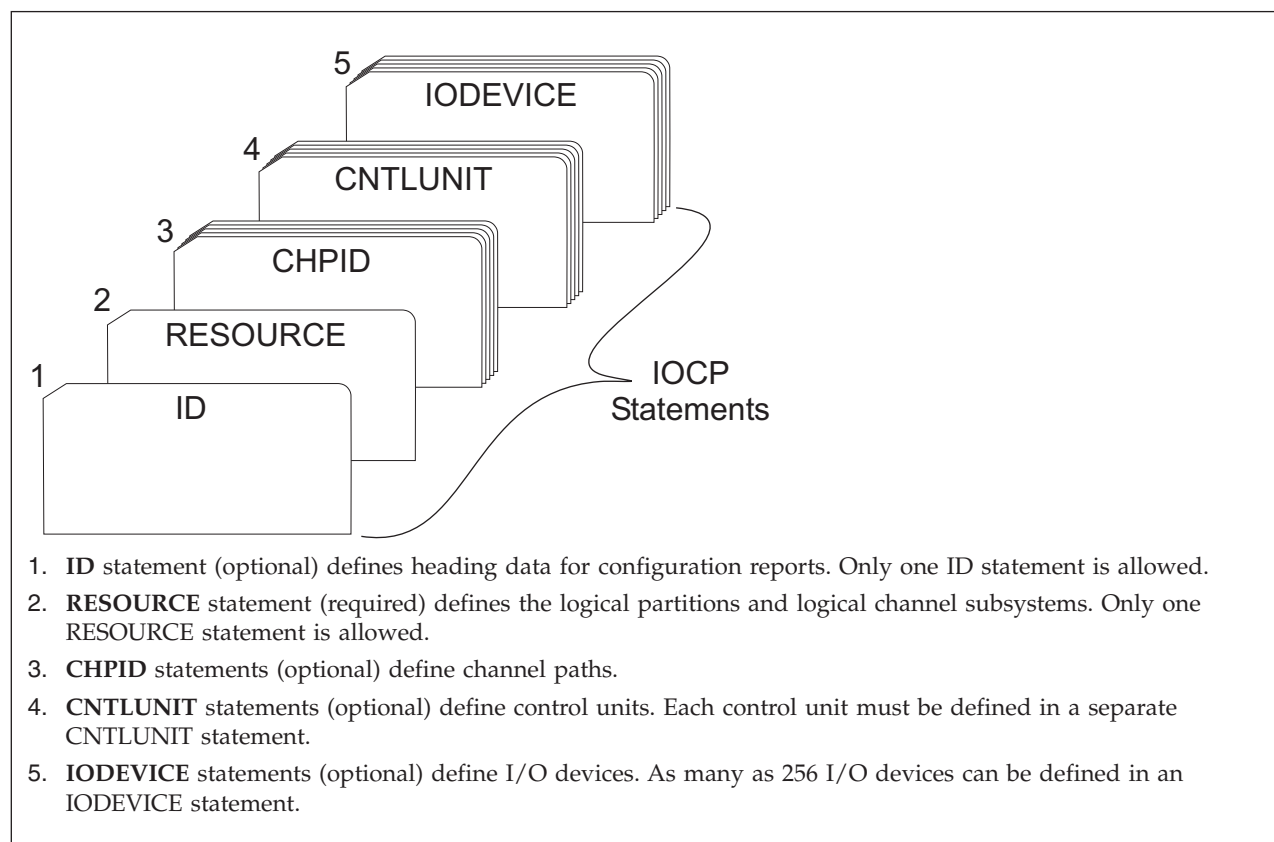 5
IODEVICE
4
CNTLUNIT
3
CHPID
2
RESOURCE
1
ID
IOCP
Statements
1. ID statement (optional) defines heading data for configuration reports. Only one ID statement is allowed.
2. RESOURCE statement (required) defines the logical partitions and logical channel subsystems. Only one
RESOURCE statement is allowed.
3. CHPID statements (optional) define channel paths.
4. CNTLUNIT statements (optional) define control units. Each control unit must be defined in a separate
CNTLUNIT statement.
5. IODEVICE statements (optional) define I/O devices. As many as 256 I/O devices can be defined in an
IODEVICE statement.